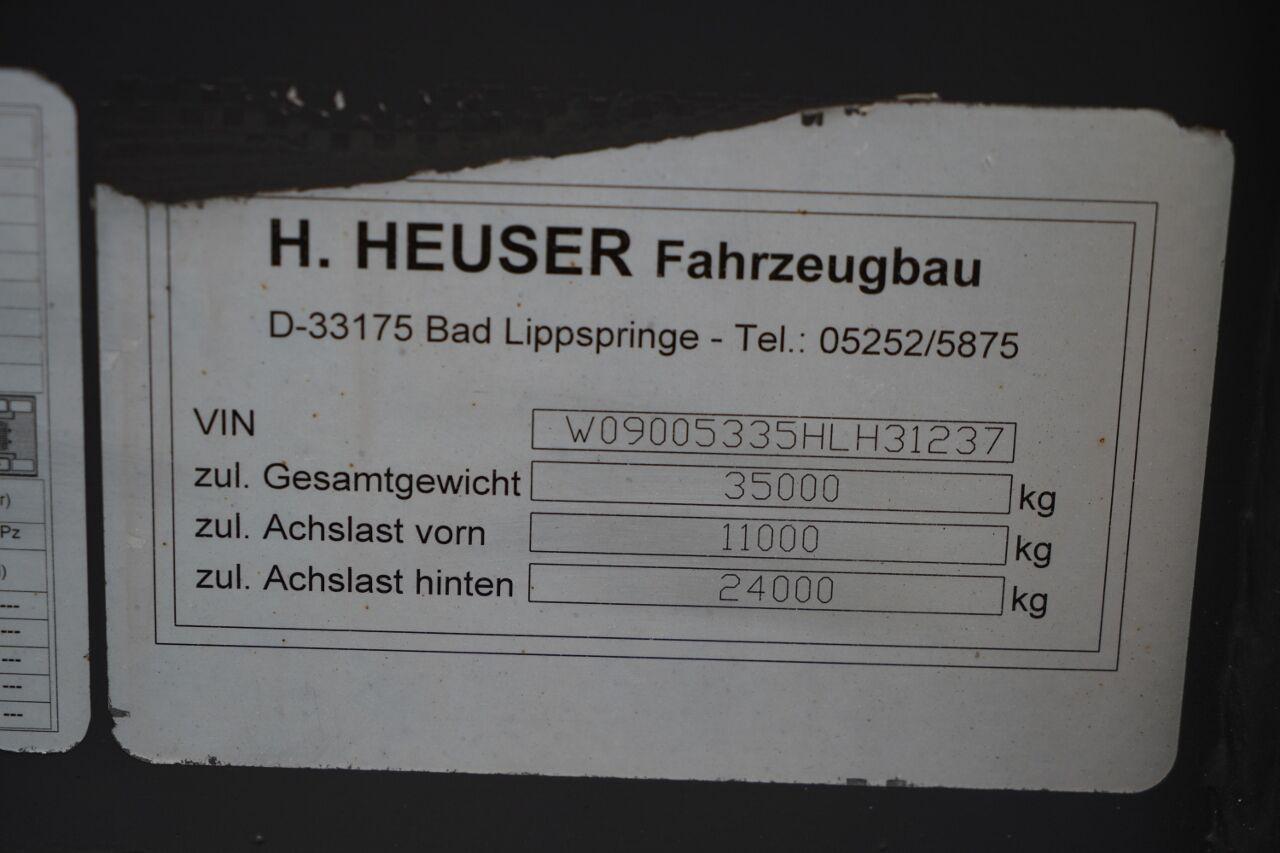 H. HEUSER Fahrzeugbau
D-33175 Bad Lippspringe - Tel.: 05252/5875
VIN W09005335HLH31237
zul. Gesamtgewicht 35000 kg
zul. Achslast vorn 11000 kg
zul. Achslast hinten 24000 kg
r)
Pz
)
---
---
---
---
---